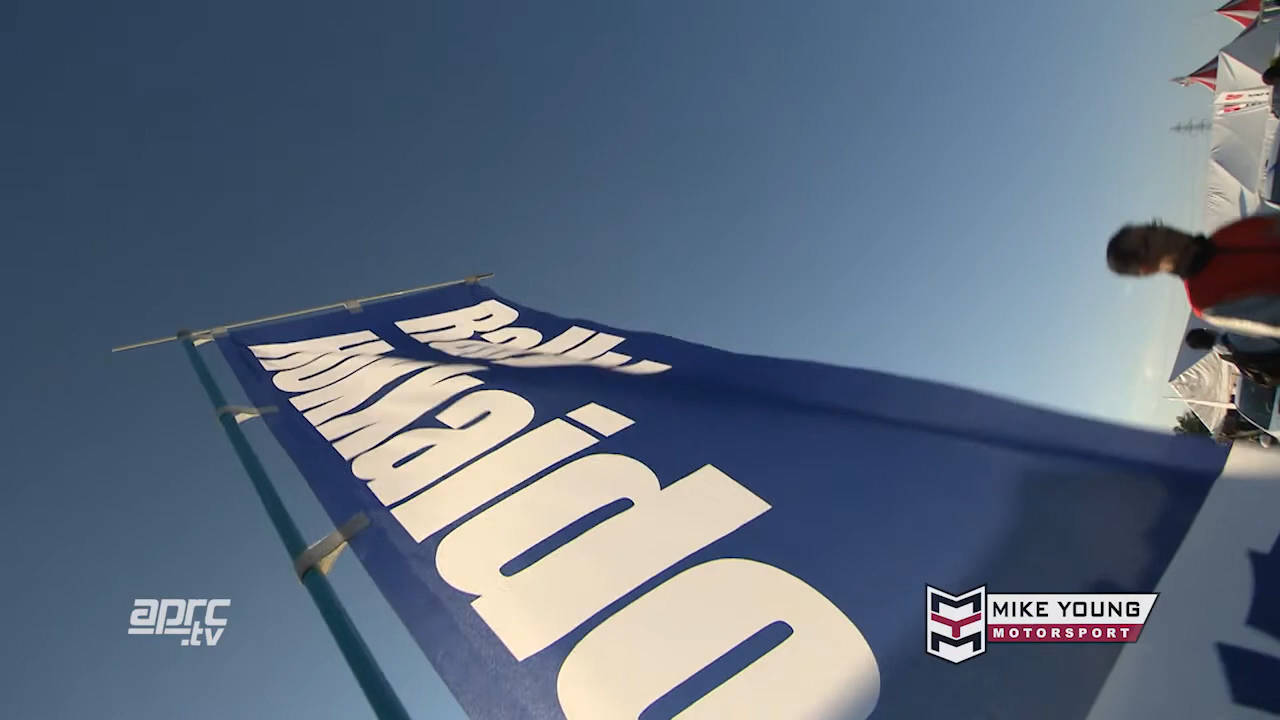 Rally
Hokkaido
aprc
.tv
MIKE YOUNG
MOTORSPORT